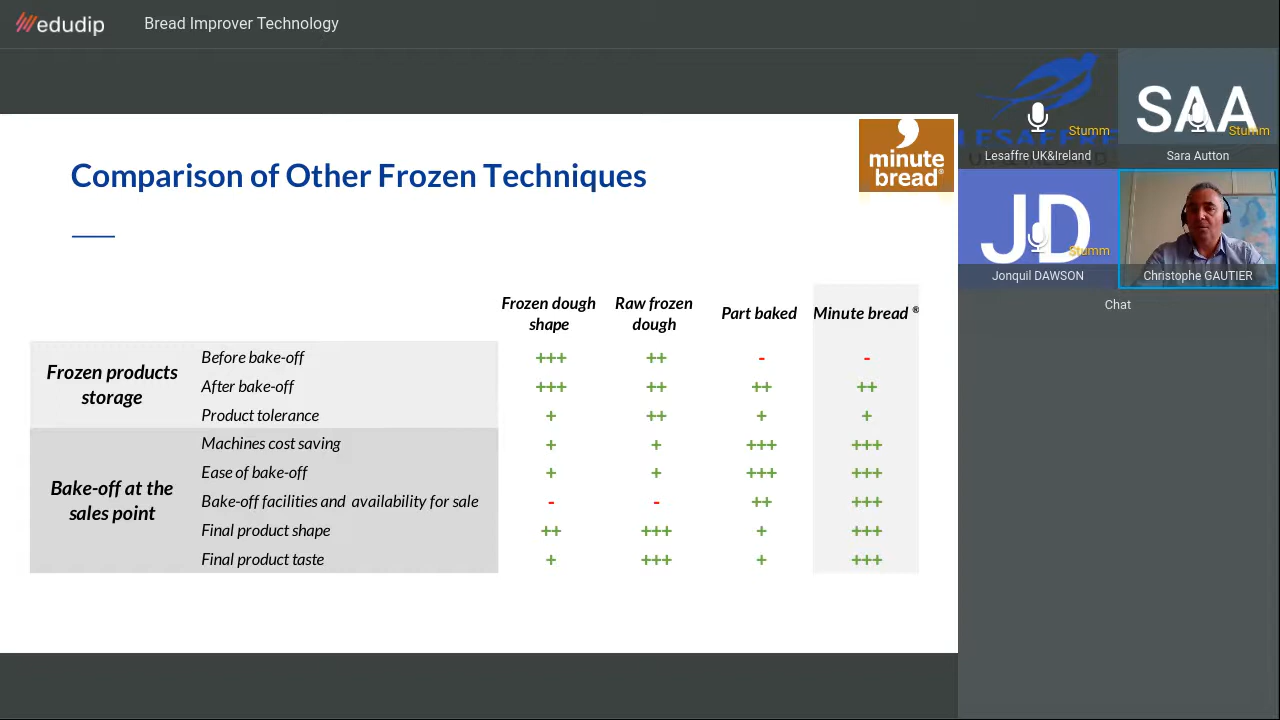 edudip
Bread Improver Technology
minute
bread®
Comparison of Other Frozen Techniques
Frozen dough shape
Raw frozen dough
Part baked
Minute bread ®
Frozen products storage
Before bake-off +++ ++ - -
After bake-off +++ ++ ++ ++
Product tolerance + ++ + +
Bake-off at the sales point
Machines cost saving + + +++ +++
Ease of bake-off + + +++ +++
Bake-off facilities and availability for sale - - ++ +++
Final product shape ++ +++ + +++
Final product taste + +++ + +++
LESAFFRE
Stumm
Lesaffre UK&Ireland
SAA
Stumm
Sara Autton
JD
Stumm
Jonquil DAWSON
Christophe GAUTIER
Chat